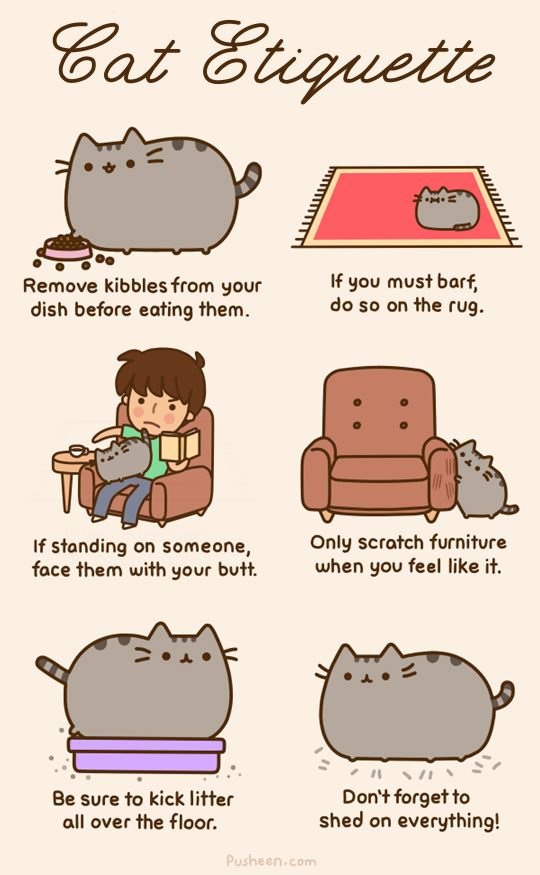 Cat Etiquette
Remove kibbles from your
dish before eating them.
If you must barf,
do so on the rug.
If standing on someone,
face them with your butt.
Only scratch furniture
when you feel like it.
Be sure to kick litter
all over the floor.
Don't forget to
shed on everything!
Pusheen.com